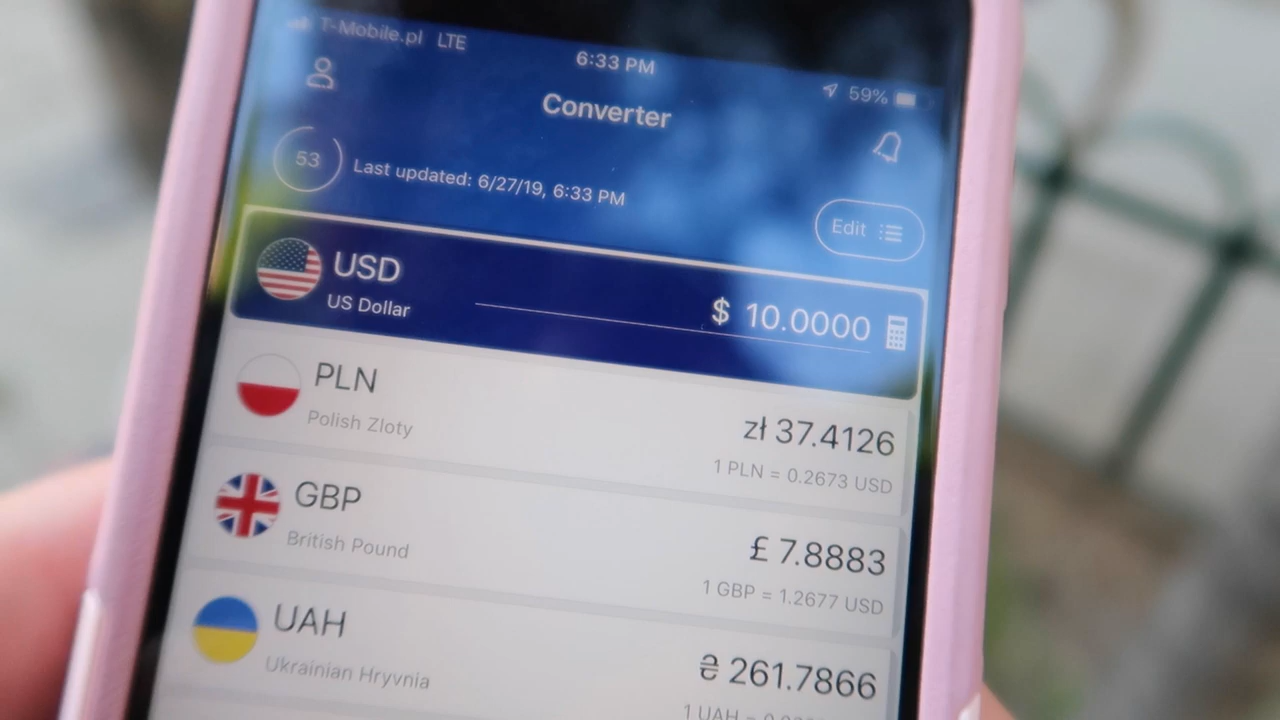 T-Mobile.pl LTE
6:33 PM
59%
Converter
53
Last updated: 6/27/19, 6:33 PM
Edit
USD
US Dollar
$ 10.0000
PLN
Polish Zloty
zł 37.4126
1 PLN = 0.2673 USD
GBP
British Pound
£ 7.8883
1 GBP = 1.2677 USD
UAH
Ukrainian Hryvnia
₴ 261.7866
1 UAH =